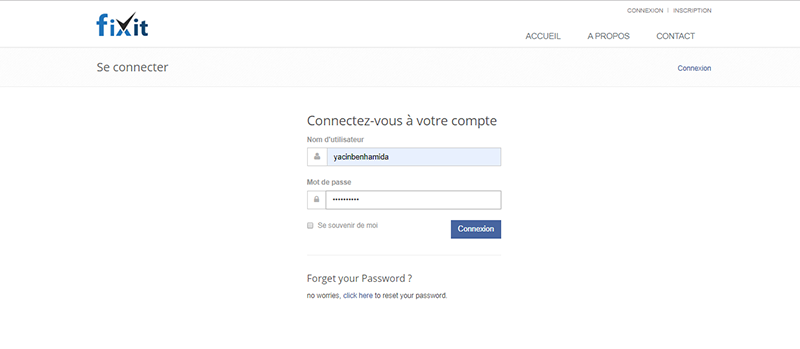 CONNEXION | INSCRIPTION
fixit
ACCUEIL A PROPOS CONTACT
Se connecter
Connexion
Connectez-vous à votre compte
Nom d'utilisateur
yacinbenhamida
Mot de passe
••••••••••
Se souvenir de moi
Connexion
Forget your Password ?
no worries, click here to reset your password.